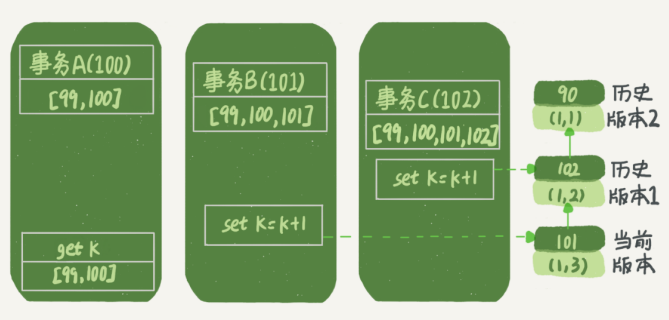 事务A(100)
[99,100]
get k
[99,100]
事务B(101)
[99,100,101]
set k=k+1
事务C(102)
[99,100,101,102]
set k=k+1
90
(1,1)
历史
版本2
102
(1,2)
历史
版本1
101
(1,3)
当前
版本